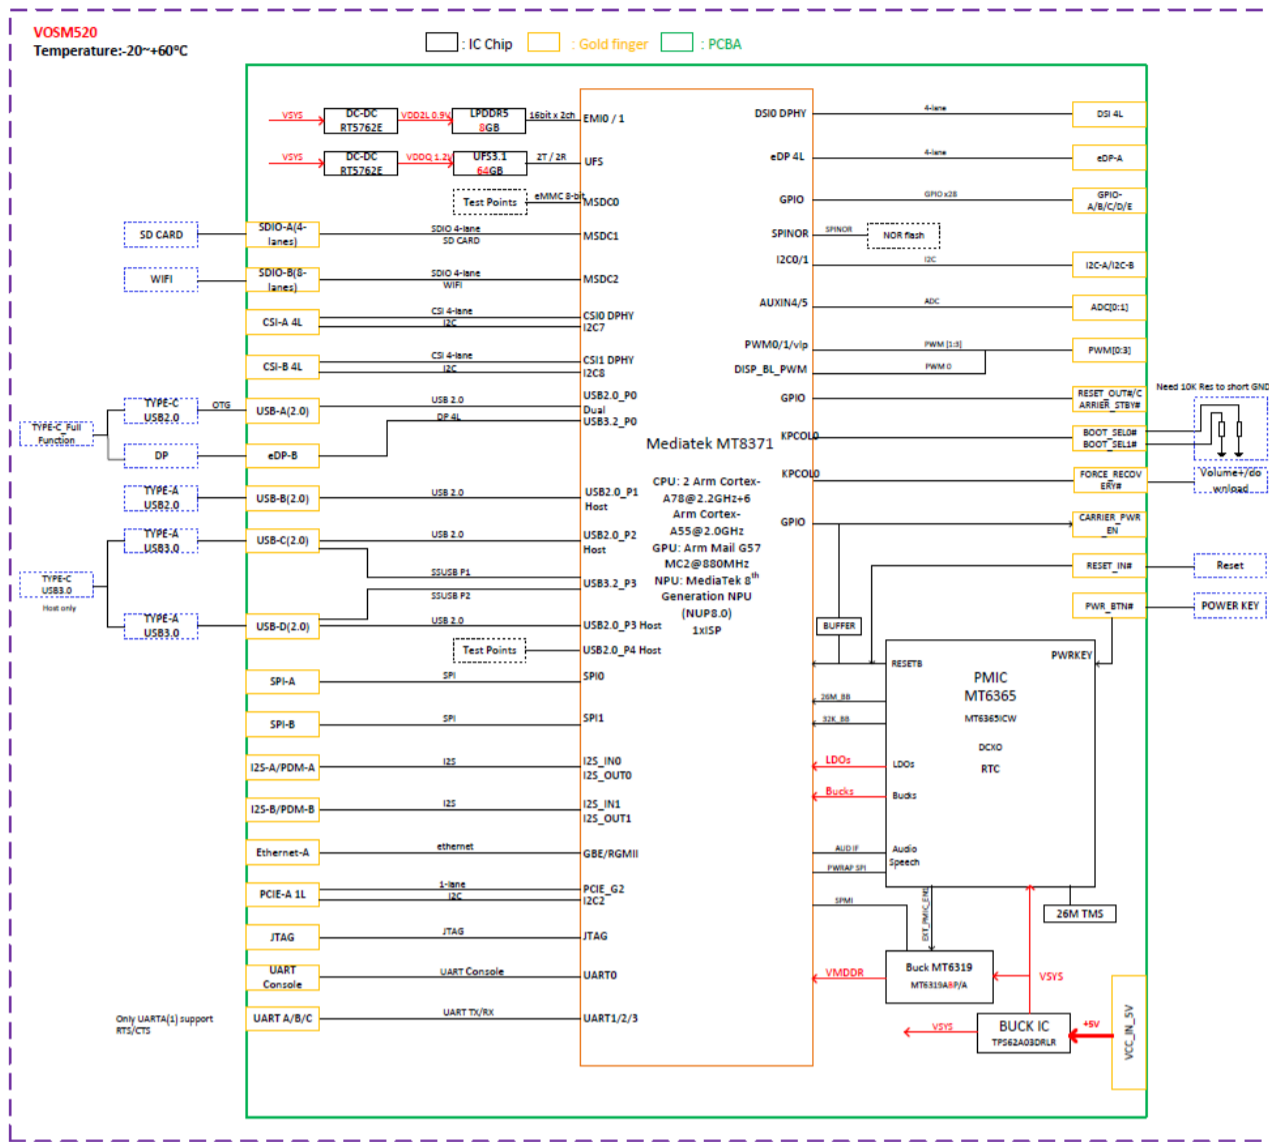 VOSM520
Temperature:-20~+60°C
: IC Chip
: Gold finger
: PCBA
VSYS
DC-DC
RT5762E
VDD2L 0.9V
LPDDR5
8GB
16bit x 2ch
EMI0 / 1
VSYS
DC-DC
RT5762E
VDDQ 1.2V
UFS3.1
64GB
2T / 2R
UFS
Test Points
eMMC 8-bit
MSDC0
SD CARD
SDIO-A(4-
lanes)
SDIO 4-lane
SD CARD
MSDC1
WIFI
SDIO-B(8-
lanes)
SDIO 4-lane
WIFI
MSDC2
CSI-A 4L
CSI 4-lane
I2C
CSI0 DPHY
I2C7
CSI-B 4L
CSI 4-lane
I2C
CSI1 DPHY
I2C8
TYPE-C_Full
Function
TYPE-C
USB2.0
OTG
USB-A(2.0)
USB 2.0
USB2.0_P0
Dual
USB3.2_P0
DP
eDP-B
DP 4L
TYPE-A
USB2.0
USB-B(2.0)
USB 2.0
USB2.0_P1
Host
TYPE-A
USB3.0
USB-C(2.0)
USB 2.0
USB2.0_P2
Host
TYPE-C
USB3.0
Host only
SSUSB P1
USB3.2_P3
SSUSB P2
TYPE-A
USB3.0
USB-D(2.0)
USB 2.0
USB2.0_P3 Host
Test Points
USB2.0_P4 Host
SPI-A
SPI
SPI0
SPI-B
SPI
SPI1
I2S-A/PDM-A
I2S
I2S_IN0
I2S_OUT0
I2S-B/PDM-B
I2S
I2S_IN1
I2S_OUT1
Ethernet-A
ethernet
GBE/RGMII
PCIE-A 1L
1-lane
I2C
PCIE_G2
I2C2
JTAG
JTAG
JTAG
UART
Console
UART Console
UART0
Only UARTA(1) support
RTS/CTS
UART A/B/C
UART TX/RX
UART1/2/3
Mediatek MT8371
CPU: 2 Arm Cortex-
A78@2.2GHz+6
Arm Cortex-
A55@2.0GHz
GPU: Arm Mail G57
MC2@880MHz
NPU: MediaTek 8th
Generation NPU
(NUP8.0)
1xISP
DSI0 DPHY
4-lane
DSI 4L
eDP 4L
4-lane
eDP-A
GPIO
GPIO x28
GPIO-
A/B/C/D/E
SPINOR
SPINOR
NOR flash
I2C0/1
I2C
I2C-A/I2C-B
AUXIN4/5
ADC
ADC[0:1]
PWM0/1/vlp
PWM [1:3]
PWM[0:3]
DISP_BL_PWM
PWM 0
GPIO
RESET_OUT#/C
ARRIER_STBY#
Need 10K Res to short GND
KPCOL0
BOOT_SEL0#
BOOT_SEL1#
KPCOL0
FORCE_RECOV
ERY#
Volume+/do
wnload
GPIO
CARRIER_PWR
_EN
RESET_IN#
Reset
PWR_BTN#
POWER KEY
BUFFER
RESETB
PWRKEY
PMIC
MT6365
MT6365ICW
DCXO
RTC
26M_BB
32K_BB
LDOs
LDOs
Bucks
Bucks
AUD IF
Audio
Speech
PWRAP SPI
SPMI
EXT_PMIC_EN1
26M TMS
VMDDR
Buck MT6319
MT6319ABP/A
VSYS
VSYS
BUCK IC
TPS62A03DRLR
+5V
VCC_IN_5V